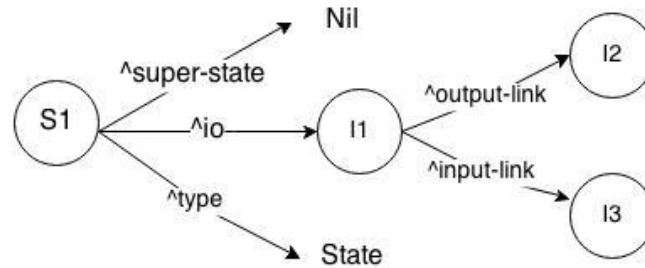 Nil
^super-state
S1
^io
I1
^output-link
I2
^input-link
I3
^type
State